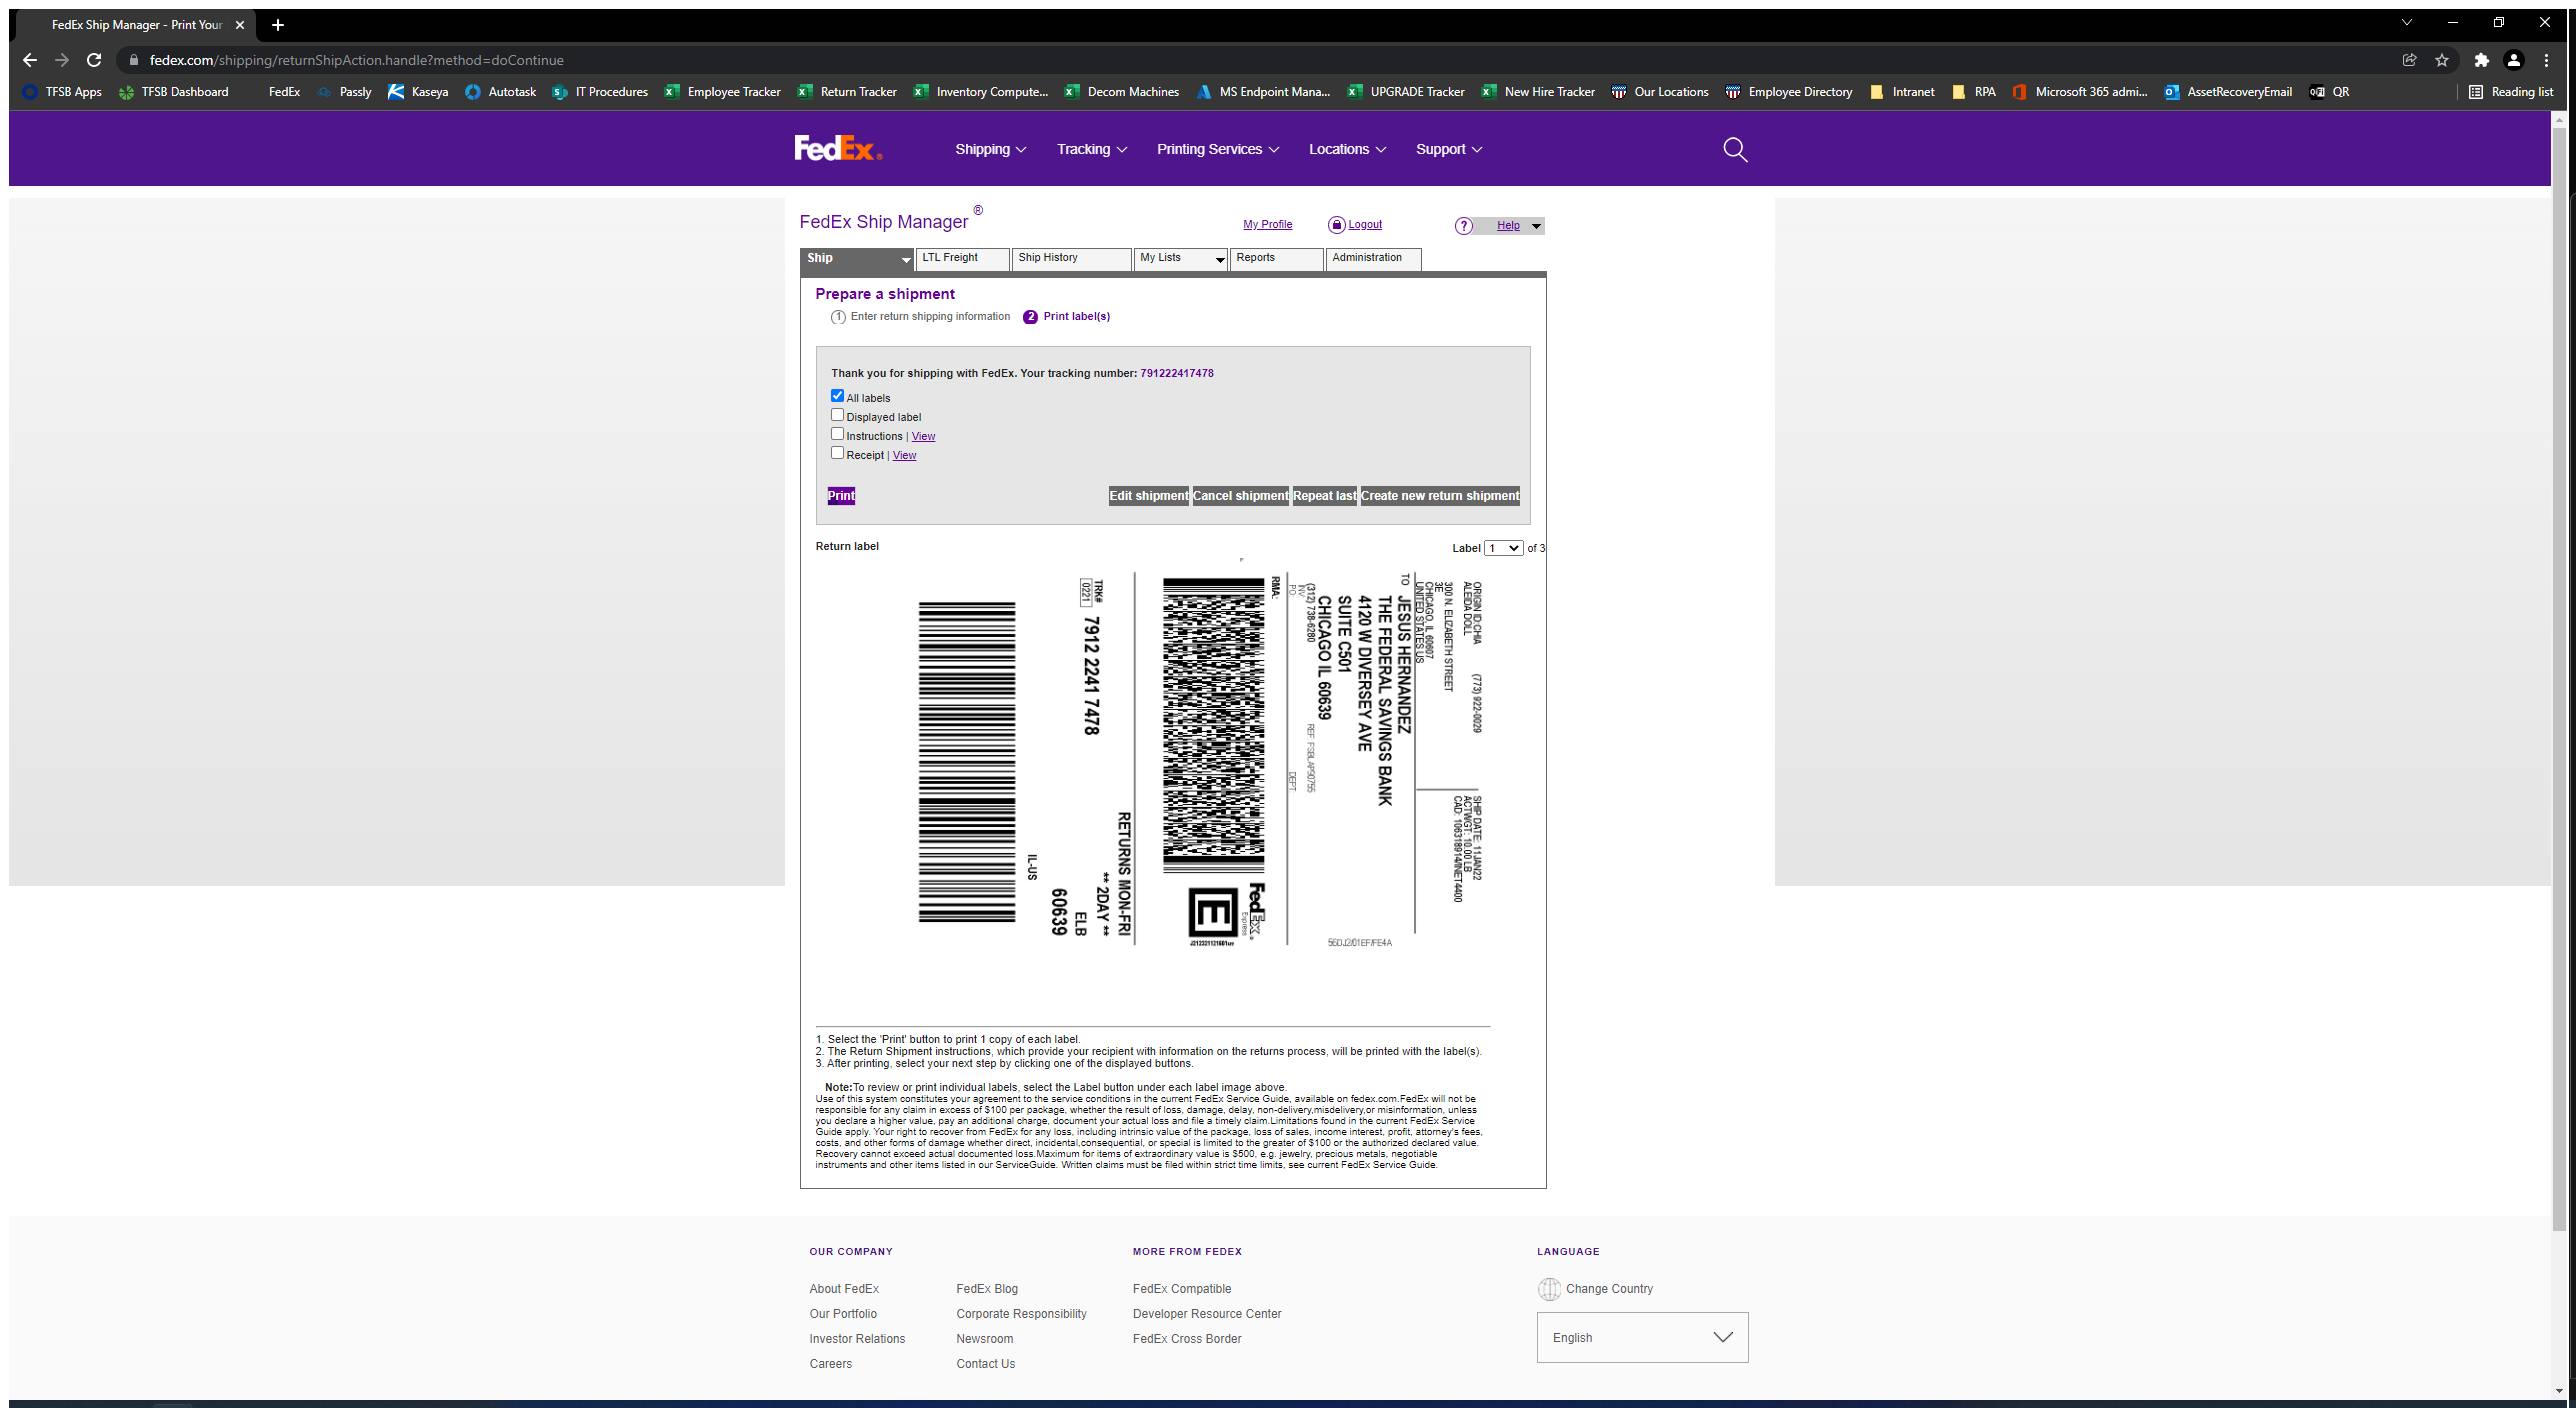 FedEx Ship Manager - Print Your
fedex.com/shipping/returnShipAction.handle?method=doContinue
TFSB Apps TFSB Dashboard FedEx Passly Kaseya Autotask IT Procedures Employee Tracker Return Tracker Inventory Compute... Decom Machines MS Endpoint Mana... UPGRADE Tracker New Hire Tracker Our Locations Employee Directory Intranet RPA Microsoft 365 admi... AssetRecoveryEmail QR Reading list
FedEx® Shipping Tracking Printing Services Locations Support
FedEx Ship Manager ®
My Profile Logout ? Help
Ship LTL Freight Ship History My Lists Reports Administration
Prepare a shipment
1 Enter return shipping information 2 Print label(s)
Thank you for shipping with FedEx. Your tracking number: 791222417478
All labels
Displayed label
Instructions | View
Receipt | View
Print Edit shipment Cancel shipment Repeat last Create new return shipment
Return label Label 1 of 3
ORIGIN ID:CHIA (773) 922-0029
ALEIDA DOLL
300 N. ELIZABETH STREET
3E
CHICAGO, IL 60607
UNITED STATES US
SHIP DATE: 11JAN22
ACTWGT: 10.00 LB
CAD: 106318914/INET4400
TO JESUS HERNANDEZ
THE FEDERAL SAVINGS BANK
4120 W DIVERSEY AVE
SUITE C501
CHICAGO IL 60639
(312) 738-6280 REF: FSBLAP90755
INV:
PO: DEPT:
56DJ2/01EF/FE4A
RMA:
FedEx
Express
E
J212321121601uv
RETURNS MON-FRI
** 2DAY **
TRK# 7912 2241 7478
0221
ELB
60639
IL-US
1. Select the 'Print' button to print 1 copy of each label.
2. The Return Shipment instructions, which provide your recipient with information on the returns process, will be printed with the label(s).
3. After printing, select your next step by clicking one of the displayed buttons.
Note:To review or print individual labels, select the Label button under each label image above.
Use of this system constitutes your agreement to the service conditions in the current FedEx Service Guide, available on fedex.com.FedEx will not be
responsible for any claim in excess of $100 per package, whether the result of loss, damage, delay, non-delivery,misdelivery,or misinformation, unless
you declare a higher value, pay an additional charge, document your actual loss and file a timely claim.Limitations found in the current FedEx Service
Guide apply. Your right to recover from FedEx for any loss, including intrinsic value of the package, loss of sales, income interest, profit, attorney's fees,
costs, and other forms of damage whether direct, incidental,consequential, or special is limited to the greater of $100 or the authorized declared value.
Recovery cannot exceed actual documented loss.Maximum for items of extraordinary value is $500, e.g. jewelry, precious metals, negotiable
instruments and other items listed in our ServiceGuide. Written claims must be filed within strict time limits, see current FedEx Service Guide.
OUR COMPANY MORE FROM FEDEX LANGUAGE
About FedEx FedEx Blog FedEx Compatible Change Country
Our Portfolio Corporate Responsibility Developer Resource Center
Investor Relations Newsroom FedEx Cross Border English
Careers Contact Us